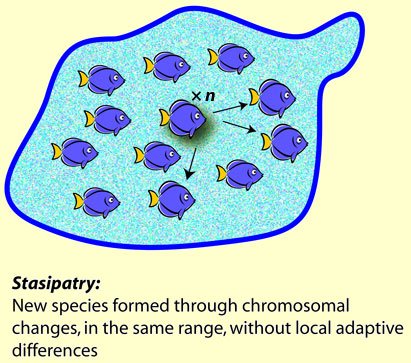 × n
Stasipatry:
New species formed through chromosomal
changes, in the same range, without local adaptive
differences